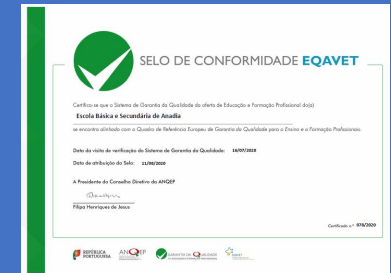 SELO DE CONFORMIDADE EQAVET
Certifica-se que o Sistema de Garantia da Qualidade da oferta de Educação e Formação Profissional do(a)
Escola Básica e Secundária de Anadia
se encontra alinhado com o Quadro de Referência Europeu de Garantia da Qualidade para o Ensino e a Formação Profissionais.
Data da visita de verificação do Sistema de Garantia da Qualidade: 16/07/2020
Data de atribuição do Selo: 11/08/2020
A Presidente do Conselho Diretivo da ANQEP
Filipa Henriques de Jesus
Certificado n.º 078/2020
REPÚBLICA PORTUGUESA
ANQEP
GARANTIA DA QUALIDADE